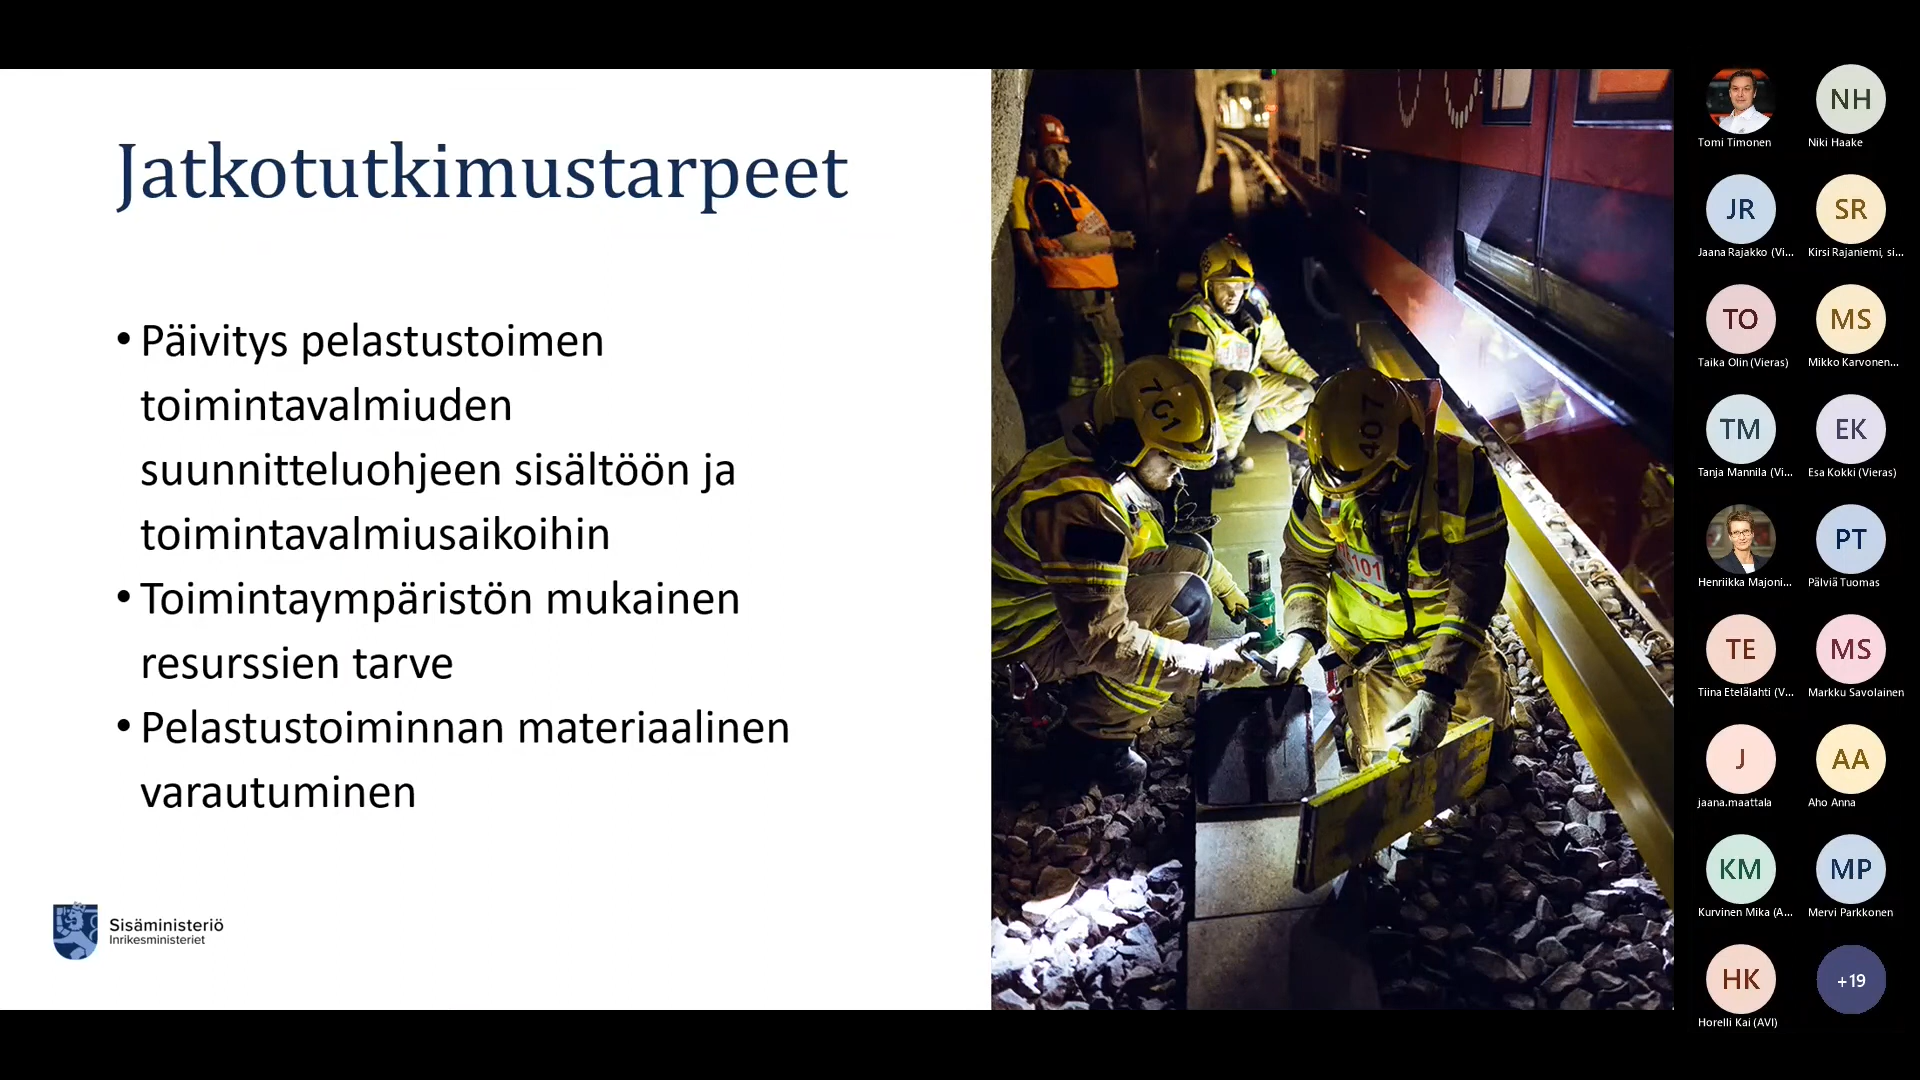 Jatkotutkimustarpeet
• Päivitys pelastustoimen
toimintavalmiuden
suunnitteluohjeen sisältöön ja
toimintavalmiusaikoihin
• Toimintaympäristön mukainen
resurssien tarve
• Pelastustoiminnan materiaalinen
varautuminen
Sisäministeriö
Inrikesministeriet
701
407
101
Tomi Timonen
NH
Niki Haake
JR
Jaana Rajakko (Vi...
SR
Kirsi Rajaniemi, si...
TO
Taika Olin (Vieras)
MS
Mikko Karvonen...
TM
Tanja Mannila (Vi...
EK
Esa Kokki (Vieras)
Henriikka Majoni...
PT
Pälviä Tuomas
TE
Tiina Etelälahti (V...
MS
Markku Savolainen
J
jaana.maattala
AA
Aho Anna
KM
Kurvinen Mika (A...
MP
Mervi Parkkonen
HK
Horelli Kai (AVI)
+19